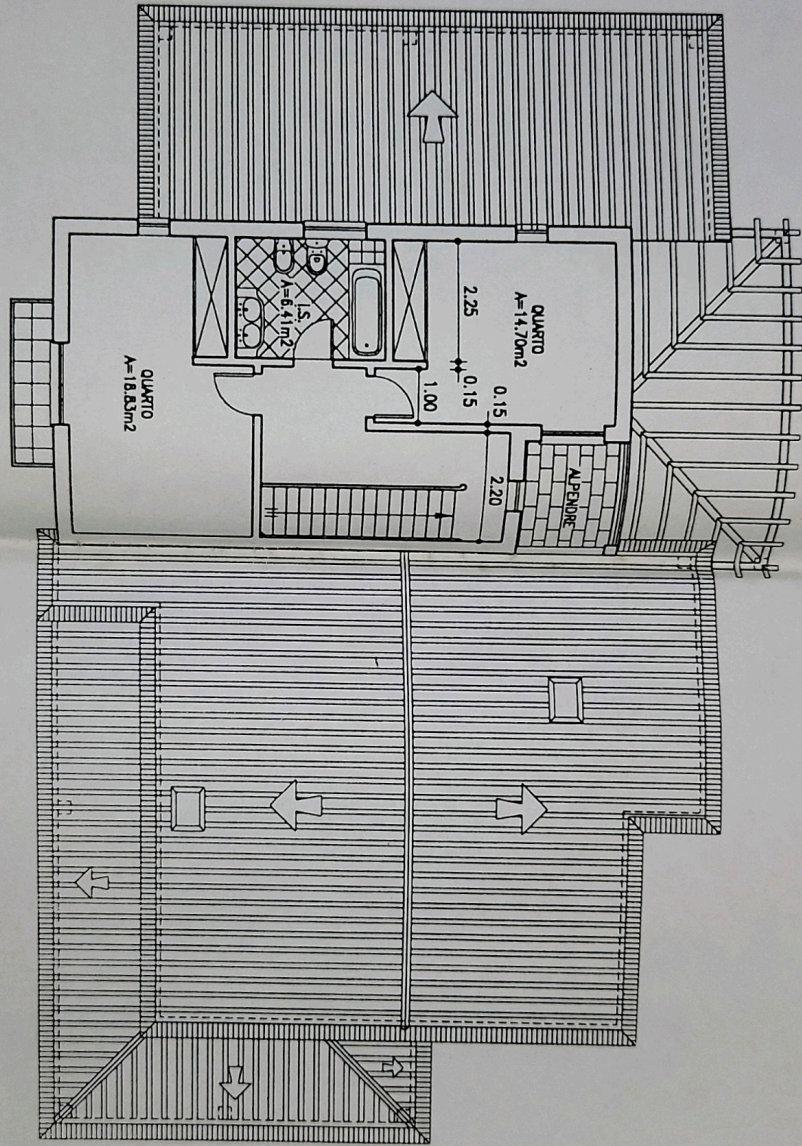 QUARTO
A=14.70m2
2.25
0.15
1.00
0.15
2.20
ALPENDRE
I.S.
A=6.41m2
QUARTO
A=18.83m2